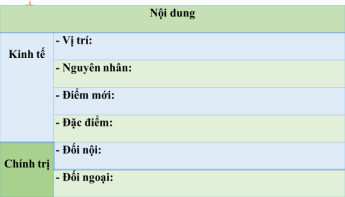 Nội dung
Kinh tế
- Vị trí:
- Nguyên nhân:
- Điểm mới:
- Đặc điểm:
Chính trị
- Đối nội:
- Đối ngoại: